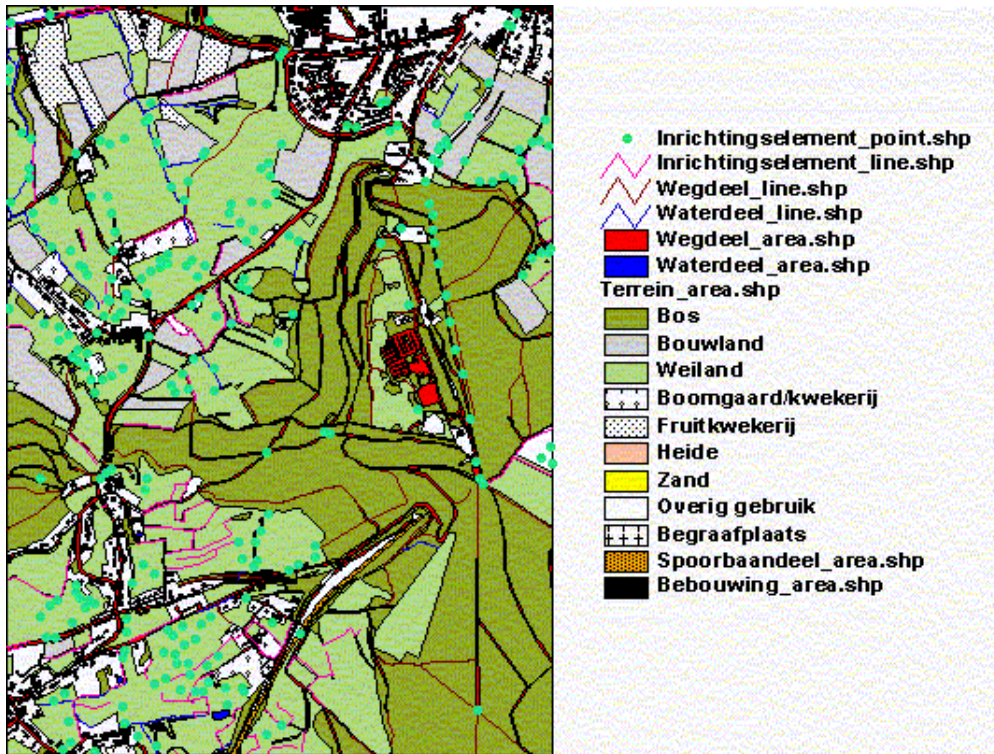 Inrichtingselement_point.shp
Inrichtingselement_line.shp
Wegdeel_line.shp
Waterdeel_line.shp
Wegdeel_area.shp
Waterdeel_area.shp
Terrein_area.shp
Bos
Bouwland
Weiland
Boomgaard/kwekerij
Fruitkwekerij
Heide
Zand
Overig gebruik
Begraafplaats
Spoorbaandeel_area.shp
Bebouwing_area.shp